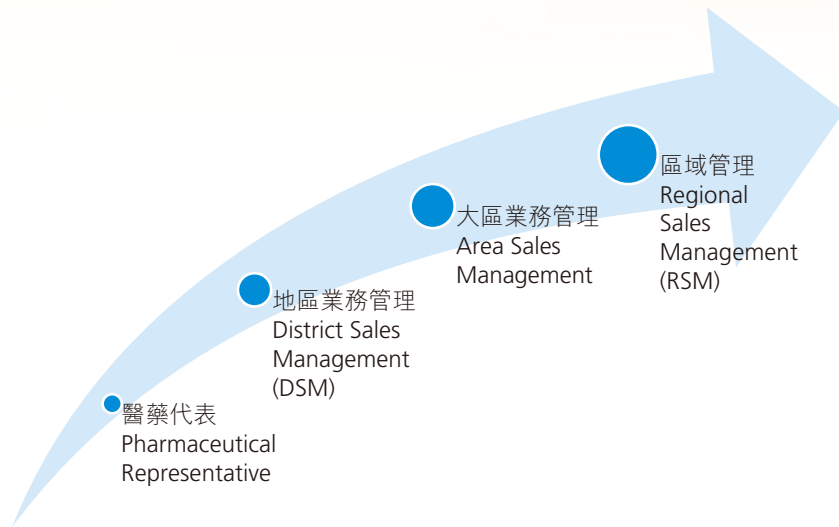 醫藥代表
Pharmaceutical
Representative
地區業務管理
District Sales
Management
(DSM)
大區業務管理
Area Sales
Management
區域管理
Regional
Sales
Management
(RSM)